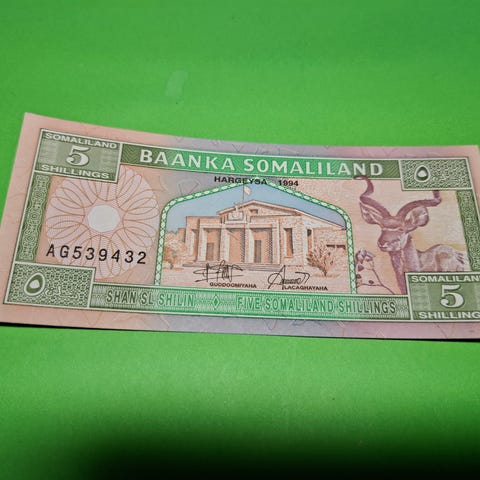 SOMALILAND
5
SHILLINGS
BAANKA SOMALILAND
٥
HARGEYSA 1994
AG539432
GUDDOOMIYAHA
LACAGHAYAHA
٥
SHAN SL SHILIN ◇ FIVE SOMALILAND SHILLINGS
SOMALILAND
5
SHILLINGS